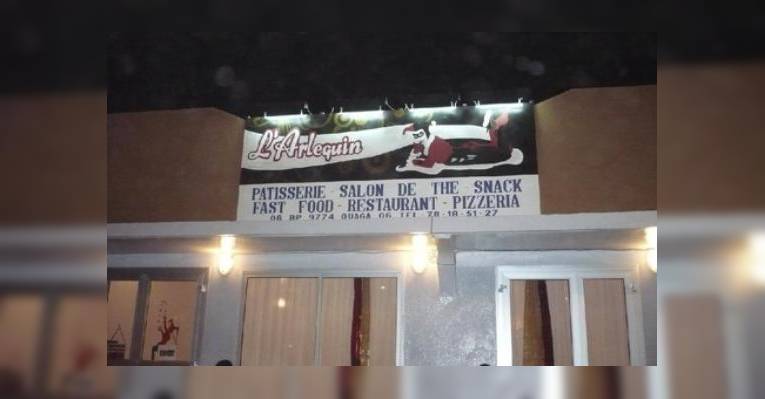 L'Arlequin
PATISSERIE - SALON DE THE - SNACK
FAST FOOD - RESTAURANT - PIZZERIA
06 BP 9774 OUAGA 06 TEL 78-18-51-27